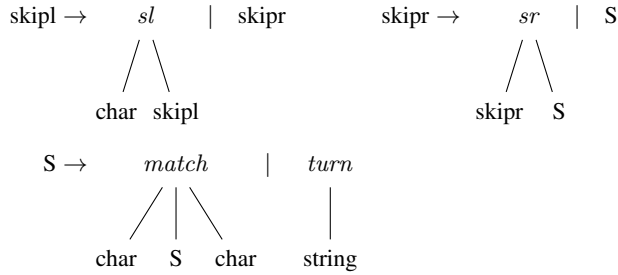 skipl → sl | skipr skipr → sr | S
char skipl skipr S
S → match | turn
char S char string